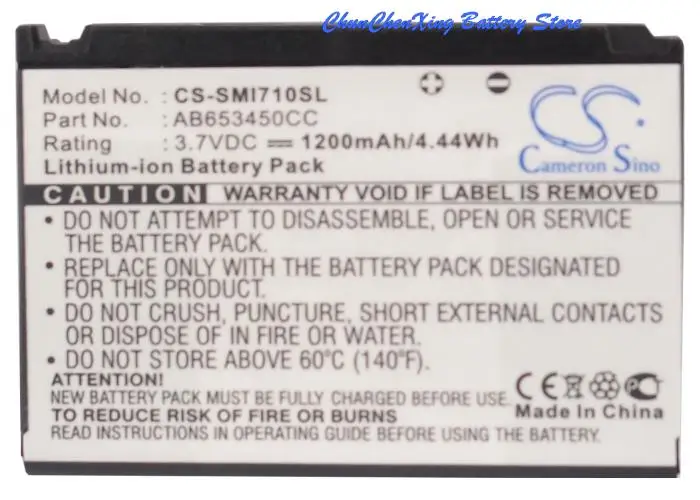 ChunChenXing Battery Store
Model No. : CS-SMI710SL
Part No. : AB653450CC
Rating : 3.7VDC 1200mAh/4.44Wh
Lithium-ion Battery Pack
CS
Cameron Sino
CAUTION WARRANTY VOID IF LABEL IS REMOVED
• DO NOT ATTEMPT TO DISASSEMBLE, OPEN OR SERVICE
THE BATTERY PACK.
• REPLACE ONLY WITH THE BATTERY PACK DESIGNATED
FOR THIS PRODUCT.
• DO NOT CRUSH, PUNCTURE, SHORT EXTERNAL CONTACTS
OR DISPOSE OF IN FIRE OR WATER.
• DO NOT STORE ABOVE 60°C (140°F).
ATTENTION!
NEW BATTERY PACK MUST BE FULLY CHARGED BEFORE USE.
TO REDUCE RISK OF FIRE OR BURNS
READ INSTRUCTIONS IN OPERATING GUIDE BEFORE USING BATTERY.
CE
Made In China